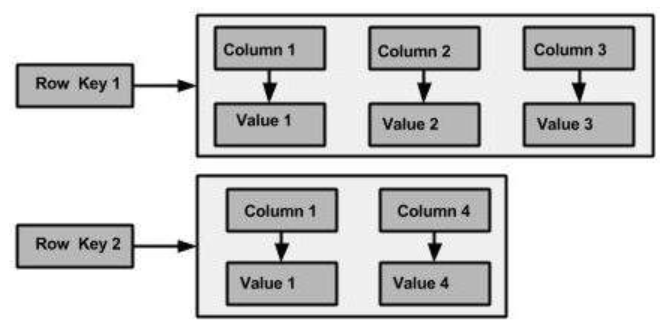 Row Key 1
Column 1
Column 2
Column 3
Value 1
Value 2
Value 3
Row Key 2
Column 1
Column 4
Value 1
Value 4